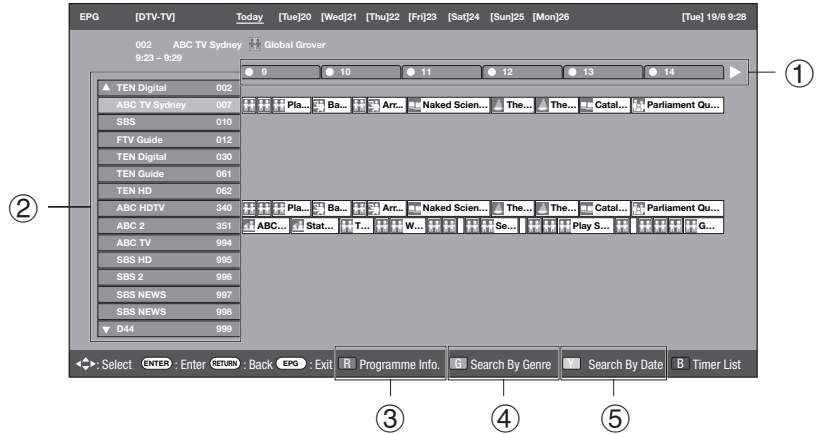 EPG [DTV-TV] Today [Tue]20 [Wed]21 [Thu]22 [Fri]23 [Sat]24 [Sun]25 [Mon]26 [Tue] 19/6 9:28
002 ABC TV Sydney Global Grover
9:23 – 9:29
9 10 11 12 13 14 ①
TEN Digital 002
ABC TV Sydney 007 Pla... Ba... Arr... Naked Scien... The... The... Catal... Parliament Qu...
SBS 010
FTV Guide 012
TEN Digital 030
TEN Guide 061
TEN HD 062
②
ABC HDTV 340 Pla... Ba... Arr... Naked Scien... The... The... Catal... Parliament Qu...
ABC 2 351 ABC... Stat... T... W... Se... Play S... G...
ABC TV 994
SBS HD 995
SBS 2 996
SBS NEWS 997
SBS NEWS 998
D44 999
: Select ENTER : Enter RETURN : Back EPG : Exit R Programme Info. G Search By Genre Y Search By Date B Timer List
③ ④ ⑤